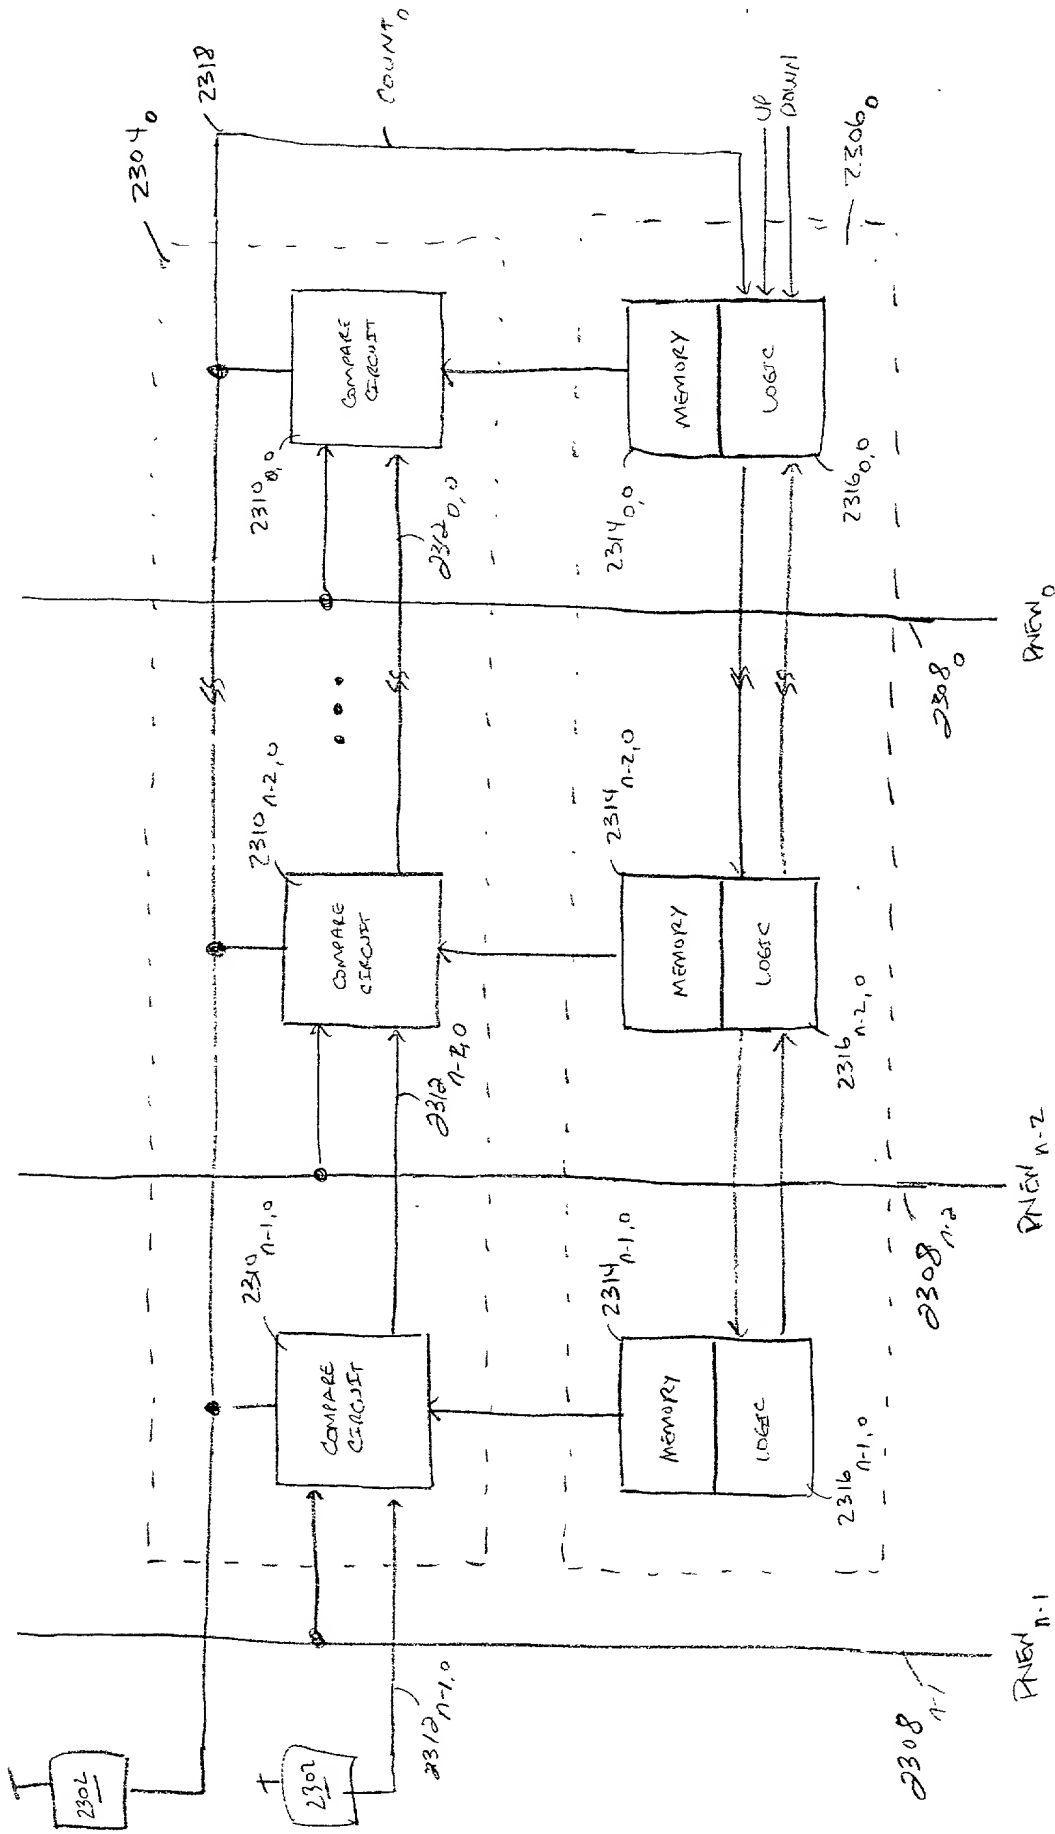 2304₀
2318
COUNT₀
2310₀,₀
COMPARE
CIRCUIT
2312₀,₀
2310ₙ₋₂,₀
COMPARE
CIRCUIT
2312ₙ₋₂,₀
2310ₙ₋₁,₀
COMPARE
CIRCUIT
2302
2302
2312ₙ₋₁,₀
UP
DOWN
2306₀
2314₀,₀
MEMORY
LOGIC
2316₀,₀
2314ₙ₋₂,₀
MEMORY
LOGIC
2316ₙ₋₂,₀
2314ₙ₋₁,₀
MEMORY
LOGIC
2316ₙ₋₁,₀
2308₀
2308ₙ₋₂
2308ₙ₋₁
PNEW₀
PNEWₙ₋₂
PNEWₙ₋₁